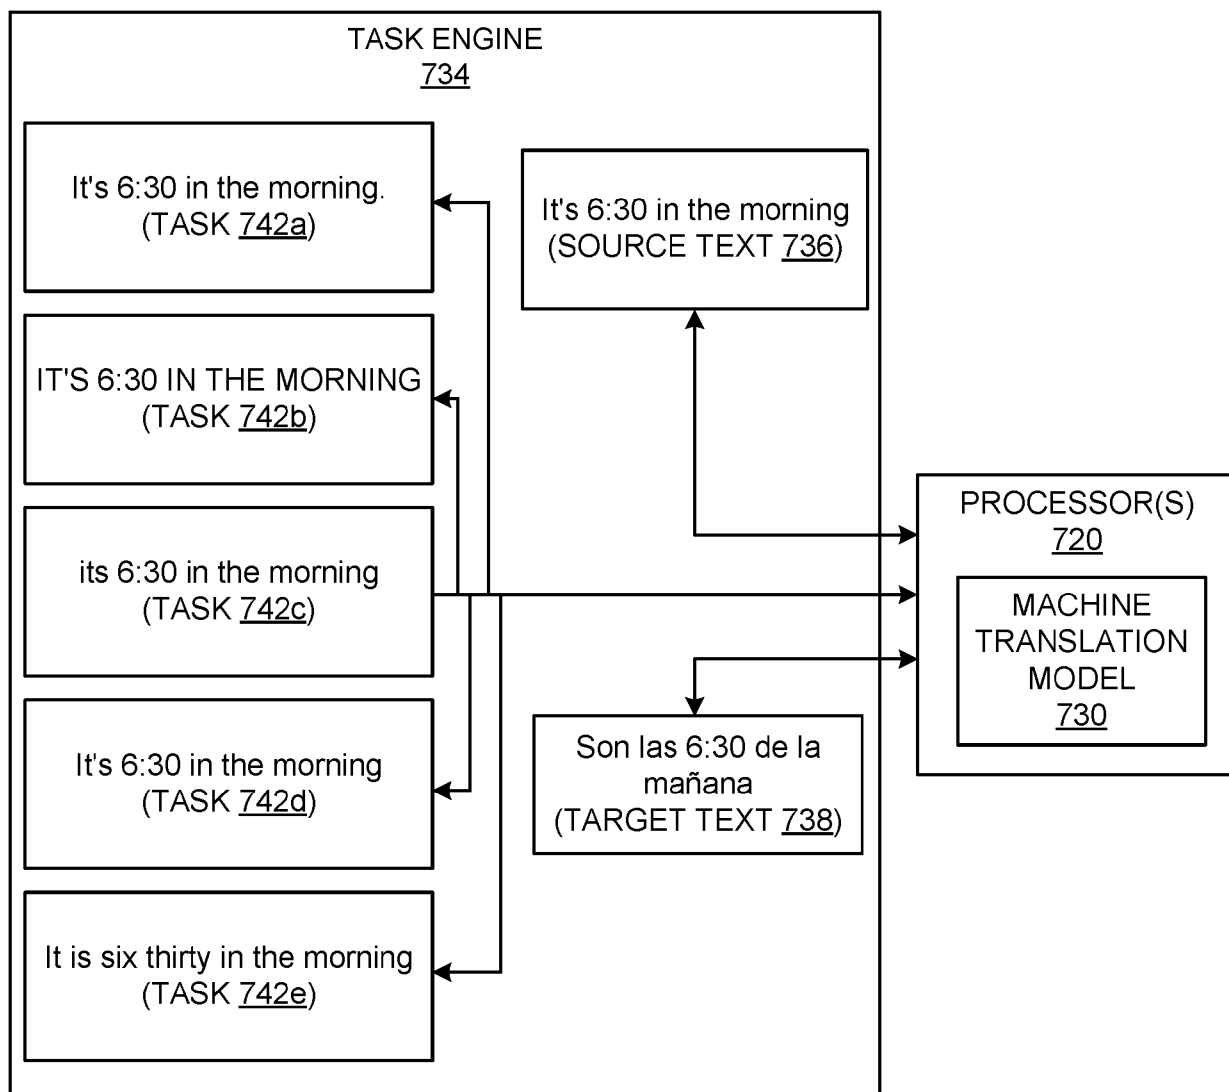 TASK ENGINE
734
It's 6:30 in the morning.
(TASK 742a)
IT'S 6:30 IN THE MORNING
(TASK 742b)
its 6:30 in the morning
(TASK 742c)
It's 6:30 in the morning
(TASK 742d)
It is six thirty in the morning
(TASK 742e)
It's 6:30 in the morning
(SOURCE TEXT 736)
Son las 6:30 de la
mañana
(TARGET TEXT 738)
PROCESSOR(S)
720
MACHINE
TRANSLATION
MODEL
730